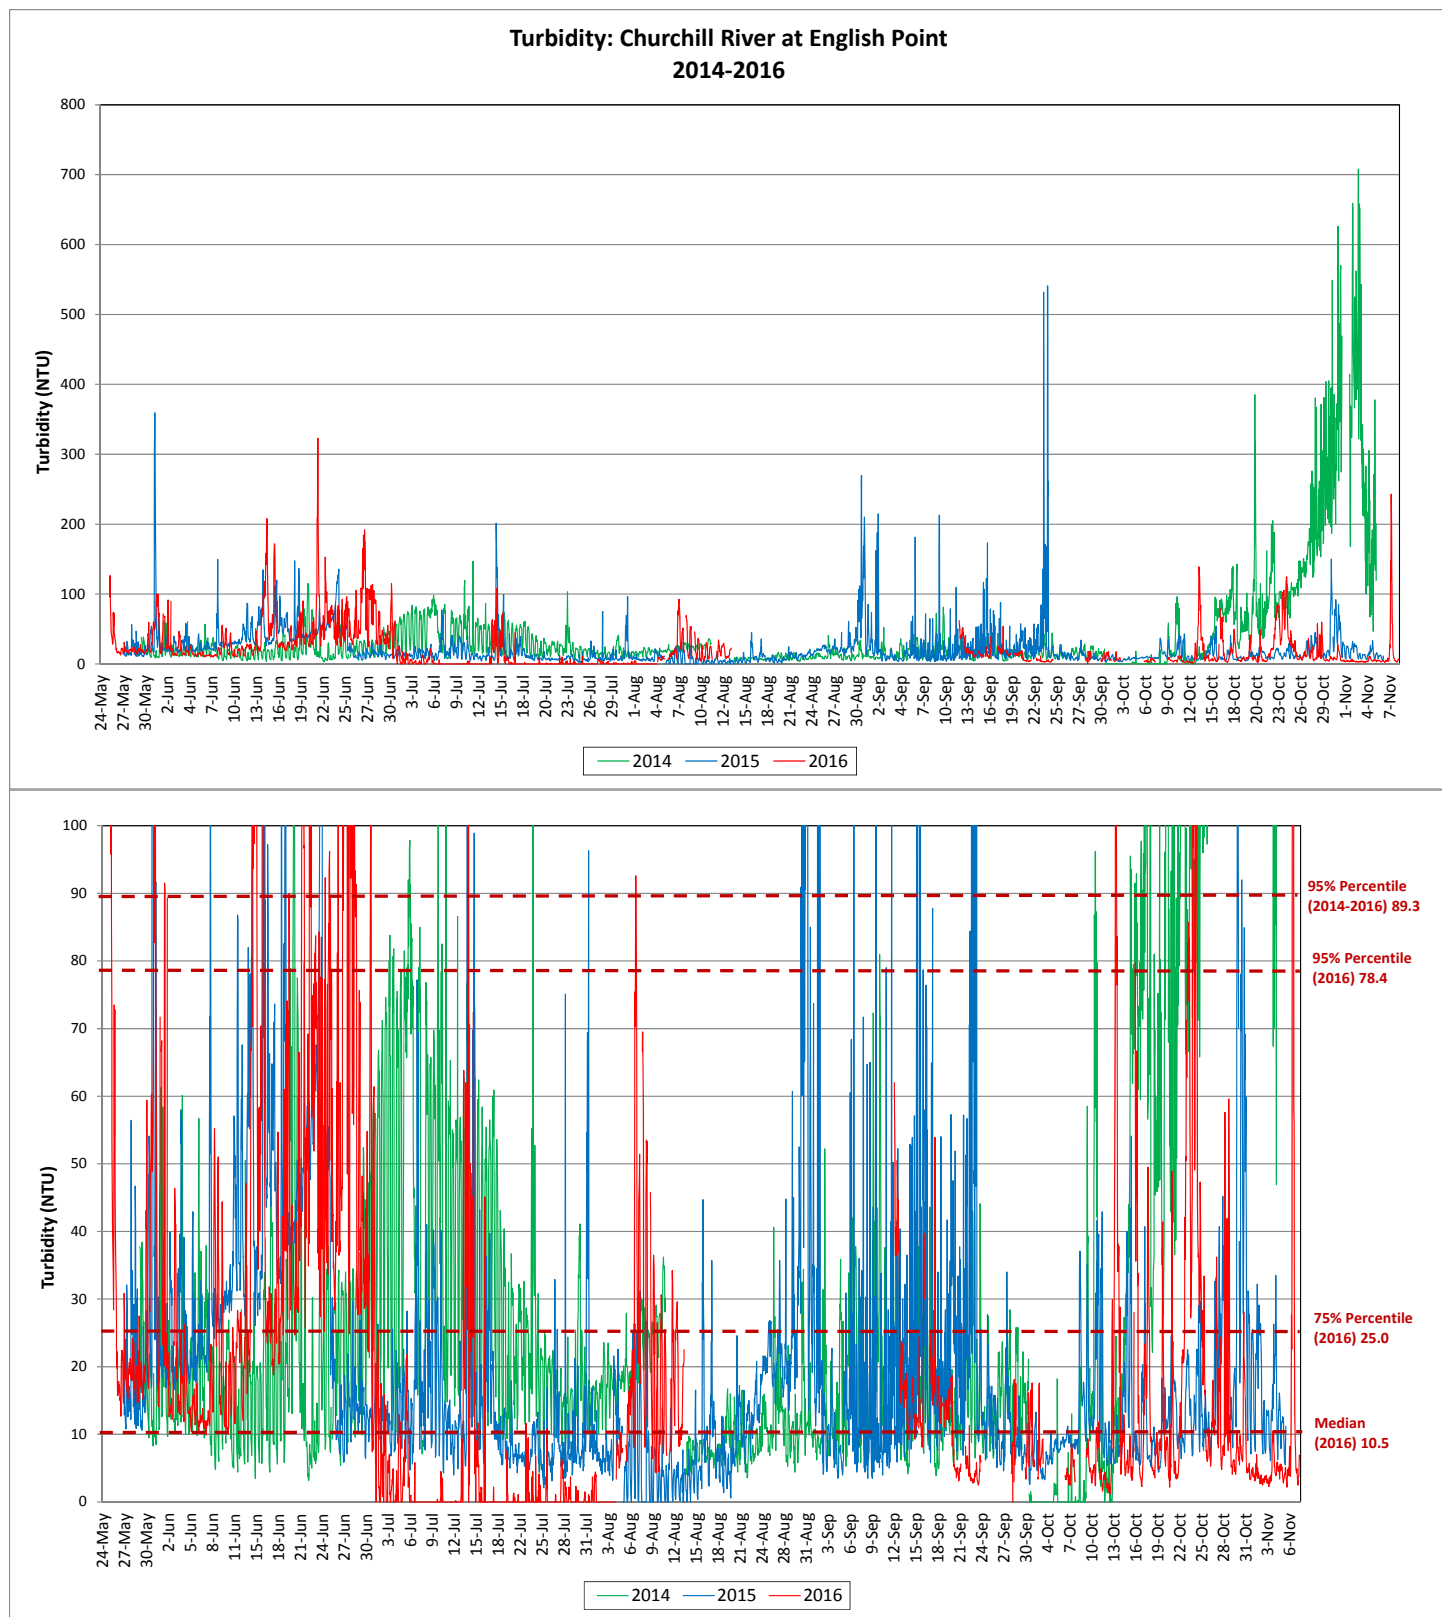 Turbidity: Churchill River at English Point
2014-2016
800
700
600
500
400
300
200
100
0
Turbidity (NTU)
24-May
27-May
30-May
2-Jun
4-Jun
7-Jun
10-Jun
13-Jun
16-Jun
19-Jun
22-Jun
25-Jun
27-Jun
30-Jun
3-Jul
6-Jul
9-Jul
12-Jul
15-Jul
18-Jul
20-Jul
23-Jul
26-Jul
29-Jul
1-Aug
4-Aug
7-Aug
10-Aug
12-Aug
15-Aug
18-Aug
21-Aug
24-Aug
27-Aug
30-Aug
2-Sep
4-Sep
7-Sep
10-Sep
13-Sep
16-Sep
19-Sep
22-Sep
25-Sep
27-Sep
30-Sep
3-Oct
6-Oct
9-Oct
12-Oct
15-Oct
18-Oct
20-Oct
23-Oct
26-Oct
29-Oct
1-Nov
4-Nov
7-Nov
2014
2015
2016
100
90
80
70
60
50
40
30
20
10
0
Turbidity (NTU)
95% Percentile
(2014-2016) 89.3
95% Percentile
(2016) 78.4
75% Percentile
(2016) 25.0
Median
(2016) 10.5
24-May
27-May
30-May
2-Jun
5-Jun
8-Jun
11-Jun
15-Jun
18-Jun
21-Jun
24-Jun
27-Jun
30-Jun
3-Jul
6-Jul
9-Jul
12-Jul
15-Jul
18-Jul
22-Jul
25-Jul
28-Jul
31-Jul
3-Aug
6-Aug
9-Aug
12-Aug
15-Aug
18-Aug
21-Aug
24-Aug
28-Aug
31-Aug
3-Sep
6-Sep
9-Sep
12-Sep
15-Sep
18-Sep
21-Sep
24-Sep
27-Sep
30-Sep
4-Oct
7-Oct
10-Oct
13-Oct
16-Oct
19-Oct
22-Oct
25-Oct
28-Oct
31-Oct
3-Nov
6-Nov
2014
2015
2016